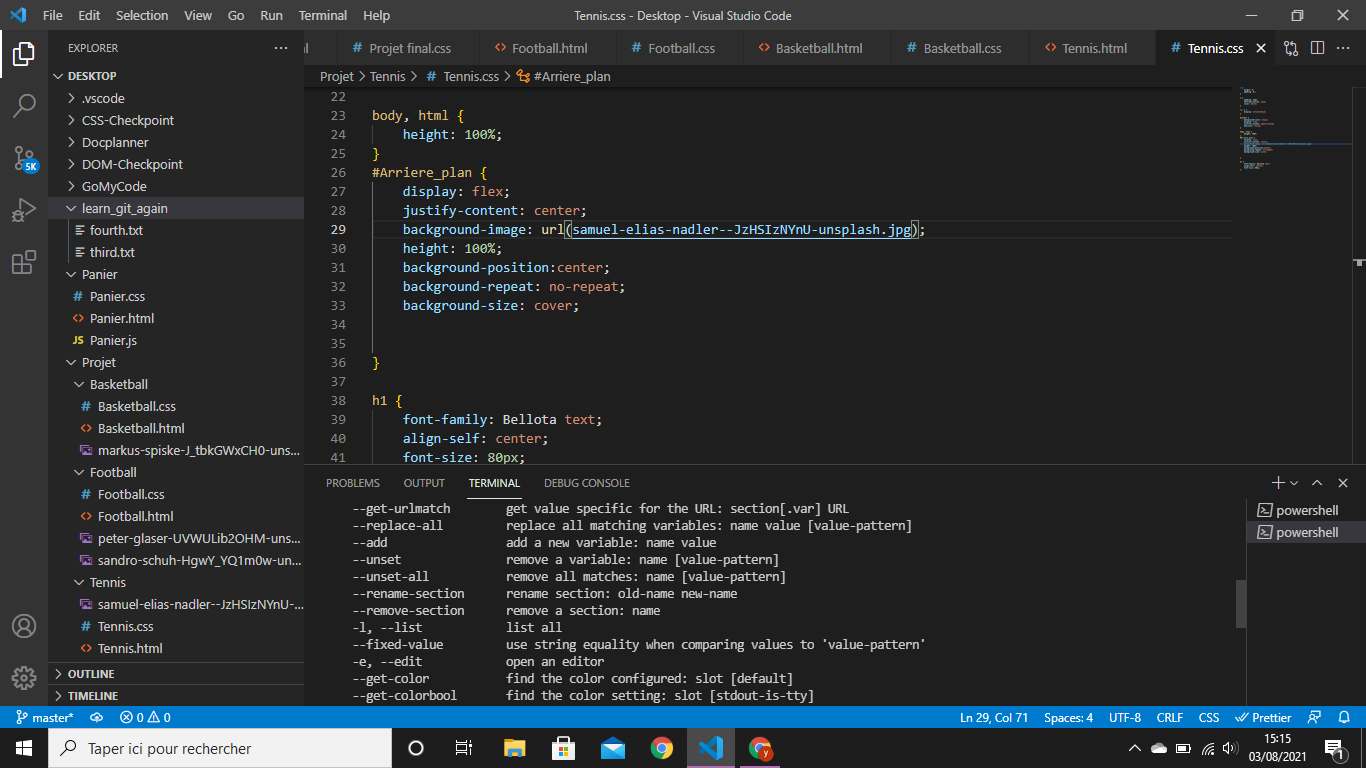 File Edit Selection View Go Run Terminal Help
Tennis.css - Desktop - Visual Studio Code
EXPLORER
DESKTOP
.vscode
CSS-Checkpoint
Docplanner
DOM-Checkpoint
GoMyCode
learn_git_again
fourth.txt
third.txt
Panier
# Panier.css
<> Panier.html
JS Panier.js
Projet
Basketball
# Basketball.css
<> Basketball.html
markus-spiske-J_tbkGWxCH0-uns...
Football
# Football.css
<> Football.html
peter-glaser-UVWULib2OHM-uns...
sandro-schuh-HgwY_YQ1m0w-un...
Tennis
samuel-elias-nadler--JzHSIzNYnU-...
# Tennis.css
<> Tennis.html
OUTLINE
TIMELINE
5K
# Projet final.css <> Football.html # Football.css <> Basketball.html # Basketball.css <> Tennis.html # Tennis.css
Projet > Tennis > # Tennis.css > #Arriere_plan
22
23 body, html {
24 height: 100%;
25 }
26 #Arriere_plan {
27 display: flex;
28 justify-content: center;
29 background-image: url(samuel-elias-nadler--JzHSIzNYnU-unsplash.jpg);
30 height: 100%;
31 background-position:center;
32 background-repeat: no-repeat;
33 background-size: cover;
34
35
36 }
37
38 h1 {
39 font-family: Bellota text;
40 align-self: center;
41 font-size: 80px;
PROBLEMS OUTPUT TERMINAL DEBUG CONSOLE
--get-urlmatch get value specific for the URL: section[.var] URL
--replace-all replace all matching variables: name value [value-pattern]
--add add a new variable: name value
--unset remove a variable: name [value-pattern]
--unset-all remove all matches: name [value-pattern]
--rename-section rename section: old-name new-name
--remove-section remove a section: name
-l, --list list all
--fixed-value use string equality when comparing values to 'value-pattern'
-e, --edit open an editor
--get-color find the color configured: slot [default]
--get-colorbool find the color setting: slot [stdout-is-tty]
powershell
powershell
master* 0 0 Ln 29, Col 71 Spaces: 4 UTF-8 CRLF CSS Prettier
Taper ici pour rechercher
y
15:15
03/08/2021
1